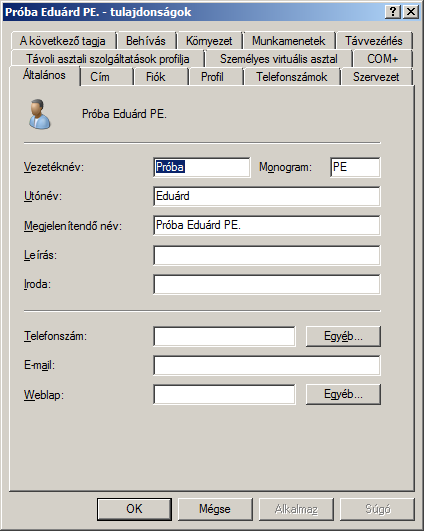 Próba Eduárd PE. - tulajdonságok
A következő tagja Behívás Környezet Munkamenetek Távvezérlés
Távoli asztali szolgáltatások profilja Személyes virtuális asztal COM+
Általános Cím Fiók Profil Telefonszámok Szervezet
Próba Eduárd PE.
Vezetéknév: Próba Monogram: PE
Utónév: Eduárd
Megjelenítendő név: Próba Eduárd PE.
Leírás:
Iroda:
Telefonszám: Egyéb...
E-mail:
Weblap: Egyéb...
OK Mégse Alkalmaz Súgó